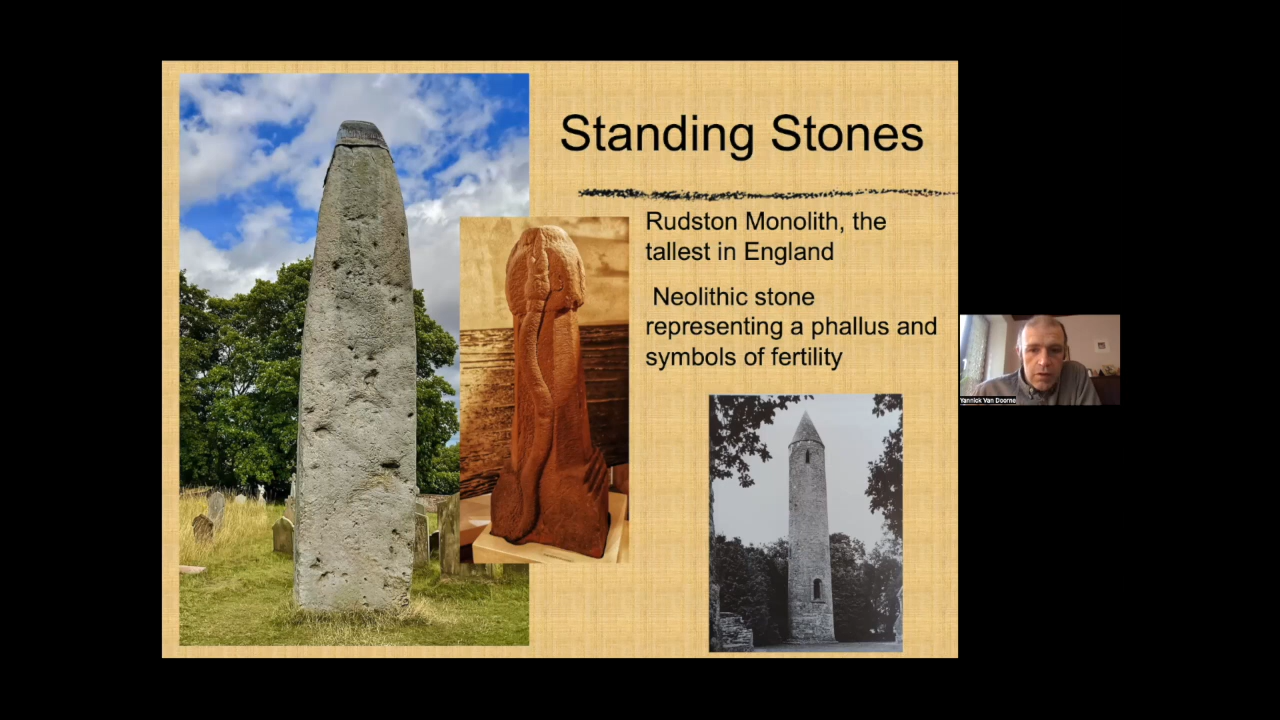 Standing Stones
Rudston Monolith, the
tallest in England
Neolithic stone
representing a phallus and
symbols of fertility
Yannick Van Doorne